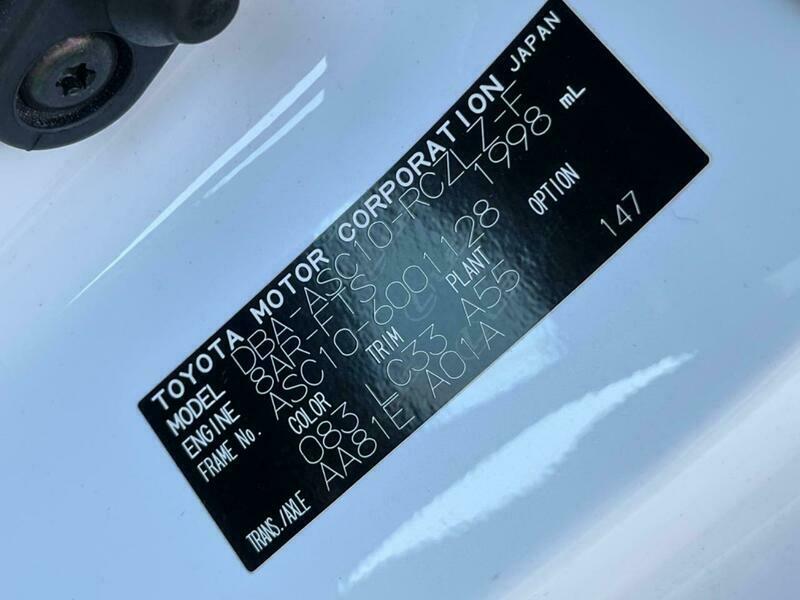 TOYOTA MOTOR CORPORATION JAPAN
MODEL DBA-ASC10-RCZLZ-F
ENGINE 8AR-FTS 1998 mL
FRAME No. ASC10-6001128
COLOR TRIM PLANT OPTION
083 LC33 A55 147
TRANS./AXLE AA81E A01A